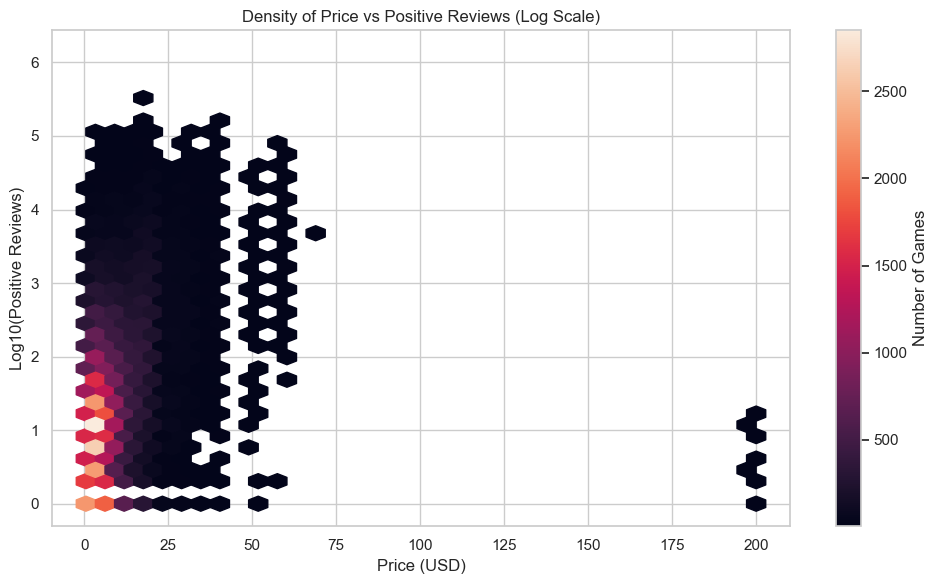 Density of Price vs Positive Reviews (Log Scale)
Log10(Positive Reviews)
6
5
4
3
2
1
0
0 25 50 75 100 125 150 175 200
Price (USD)
2500
2000
1500
1000
500
Number of Games